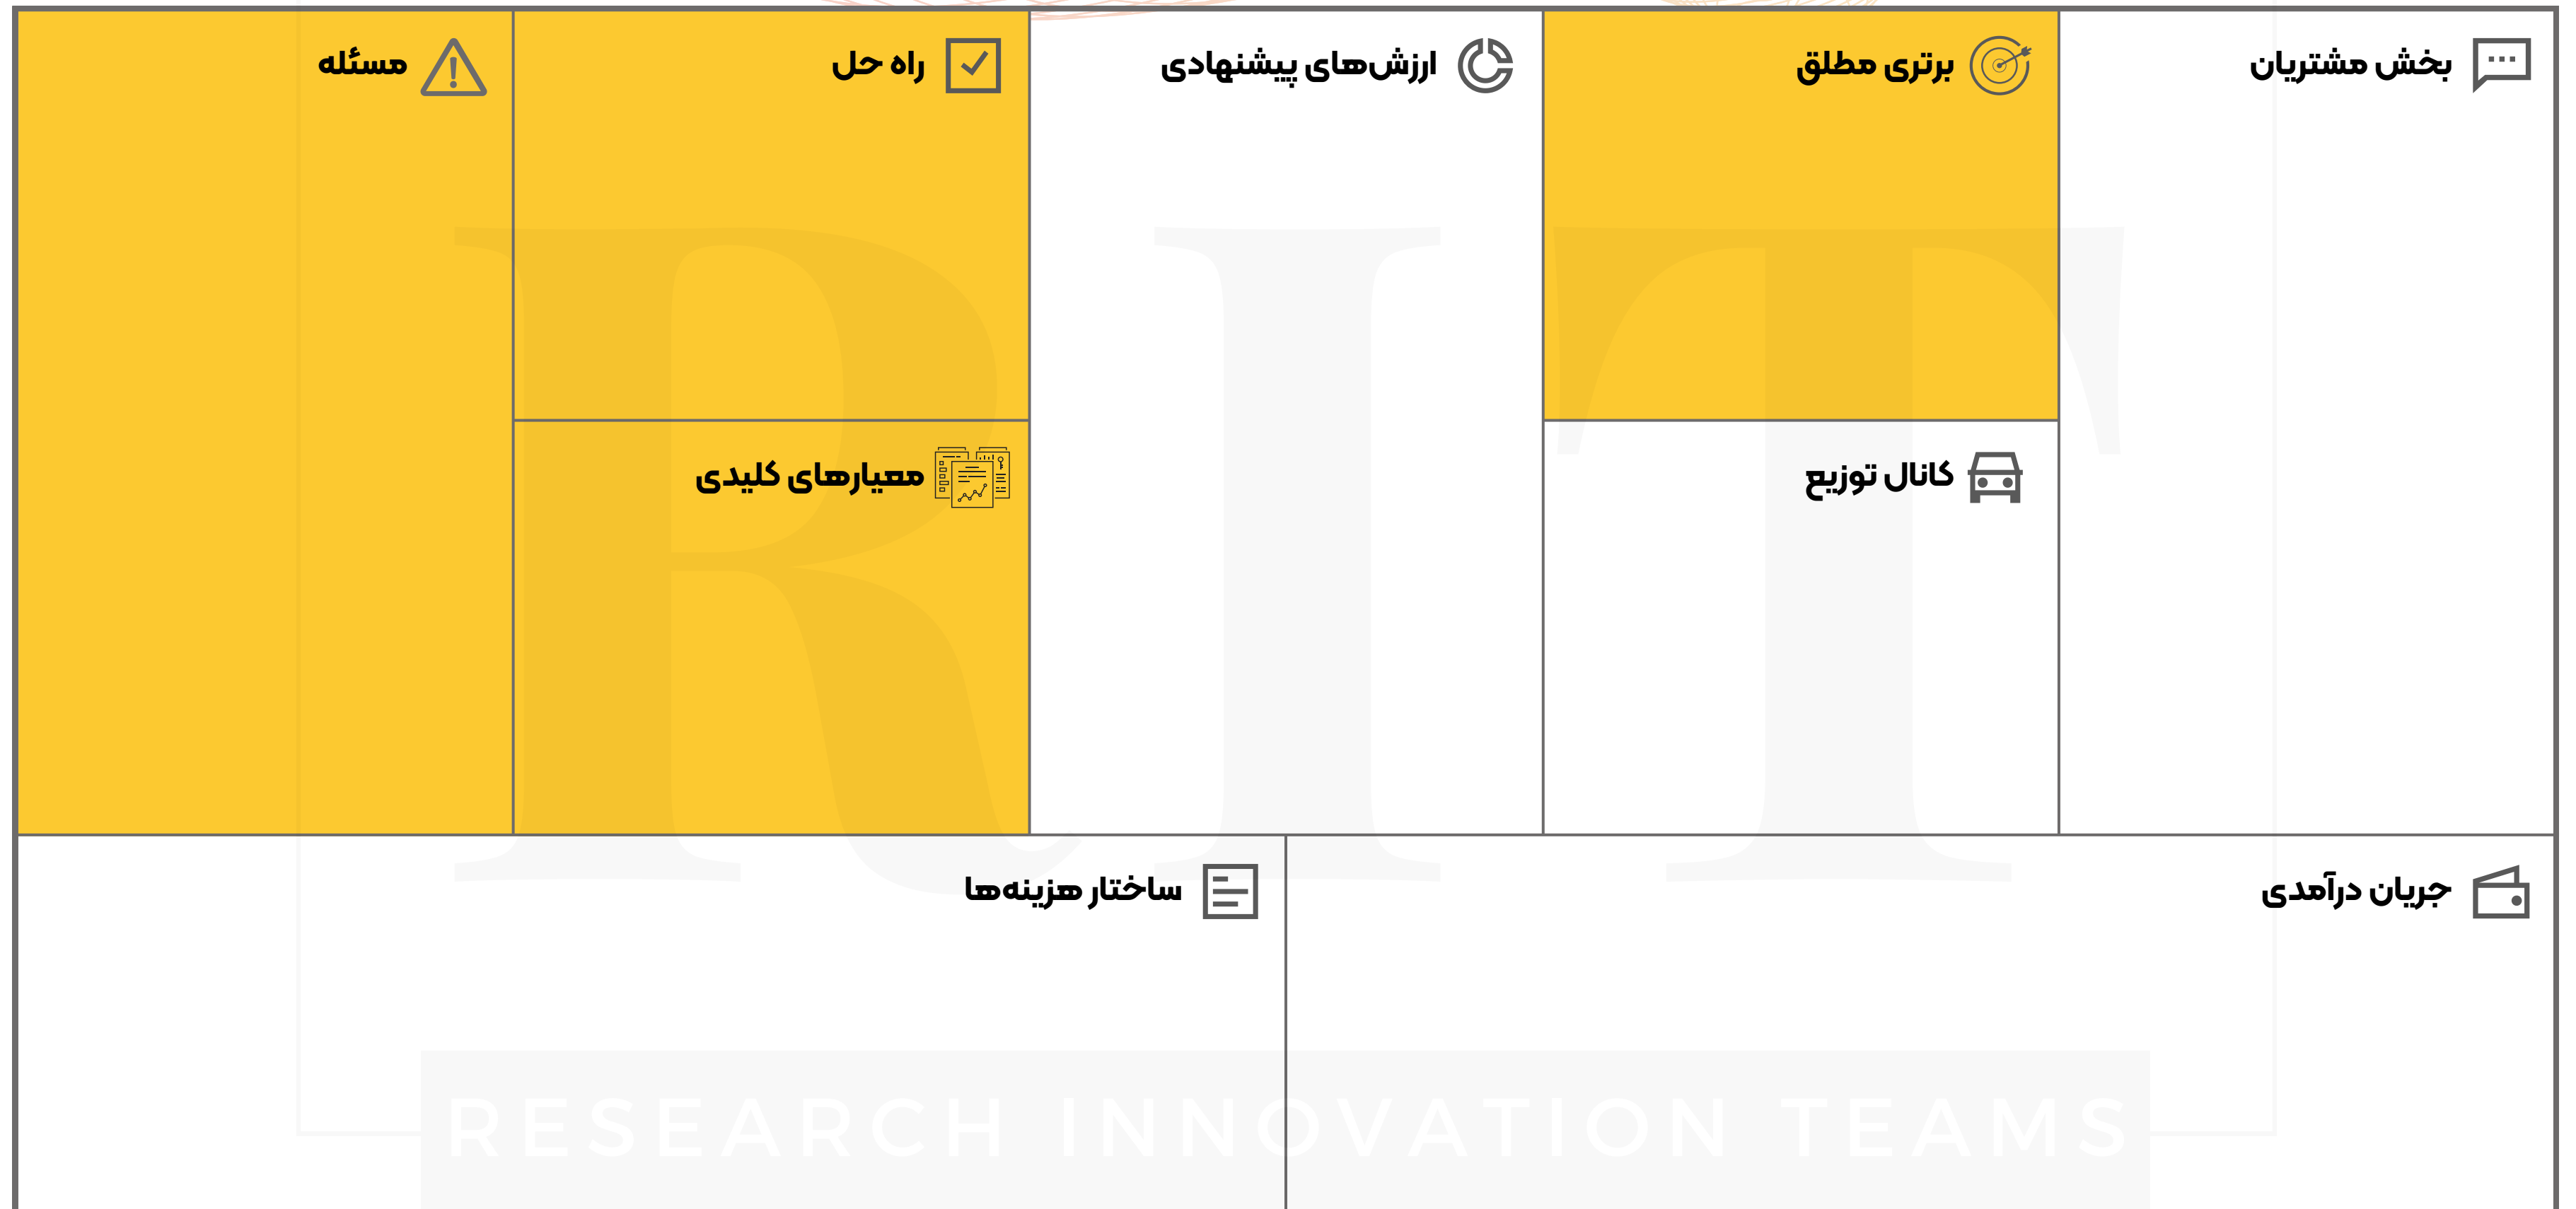 بخش مشتریان
برتری مطلق
ارزش‌های پیشنهادی
راه حل
مسئله
کانال توزیع
معیارهای کلیدی
جریان درآمدی
ساختار هزینه‌ها
RIT
RESEARCH INNOVATION TEAMS